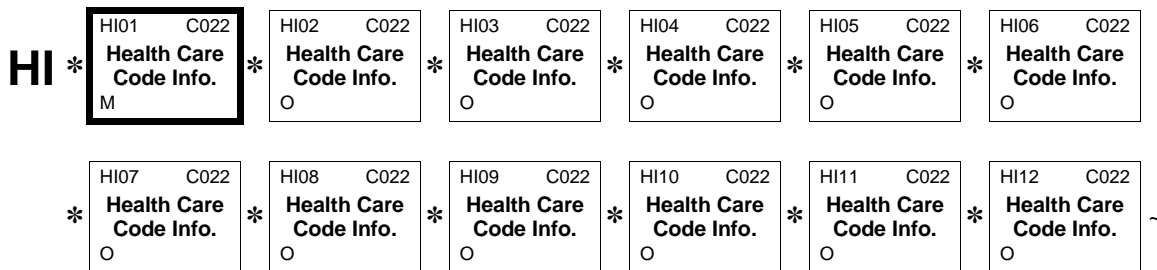 HI01 C022 HI02 C022 HI03 C022 HI04 C022 HI05 C022 HI06 C022
HI * Health Care * Health Care * Health Care * Health Care * Health Care * Health Care
Code Info. Code Info. Code Info. Code Info. Code Info. Code Info.
M O O O O O
HI07 C022 HI08 C022 HI09 C022 HI10 C022 HI11 C022 HI12 C022
* Health Care * Health Care * Health Care * Health Care * Health Care * Health Care ~
Code Info. Code Info. Code Info. Code Info. Code Info. Code Info.
O O O O O O